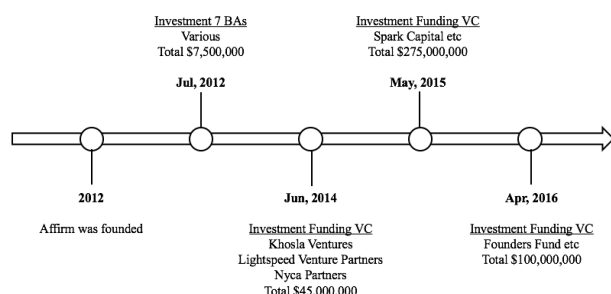 Investment 7 BAs
Various
Total $7,500,000
Jul, 2012
Investment Funding VC
Spark Capital etc
Total $275,000,000
May, 2015
2012
Affirm was founded
Jun, 2014
Investment Funding VC
Khosla Ventures
Lightspeed Venture Partners
Nyca Partners
Total $45,000,000
Apr, 2016
Investment Funding VC
Founders Fund etc
Total $100,000,000